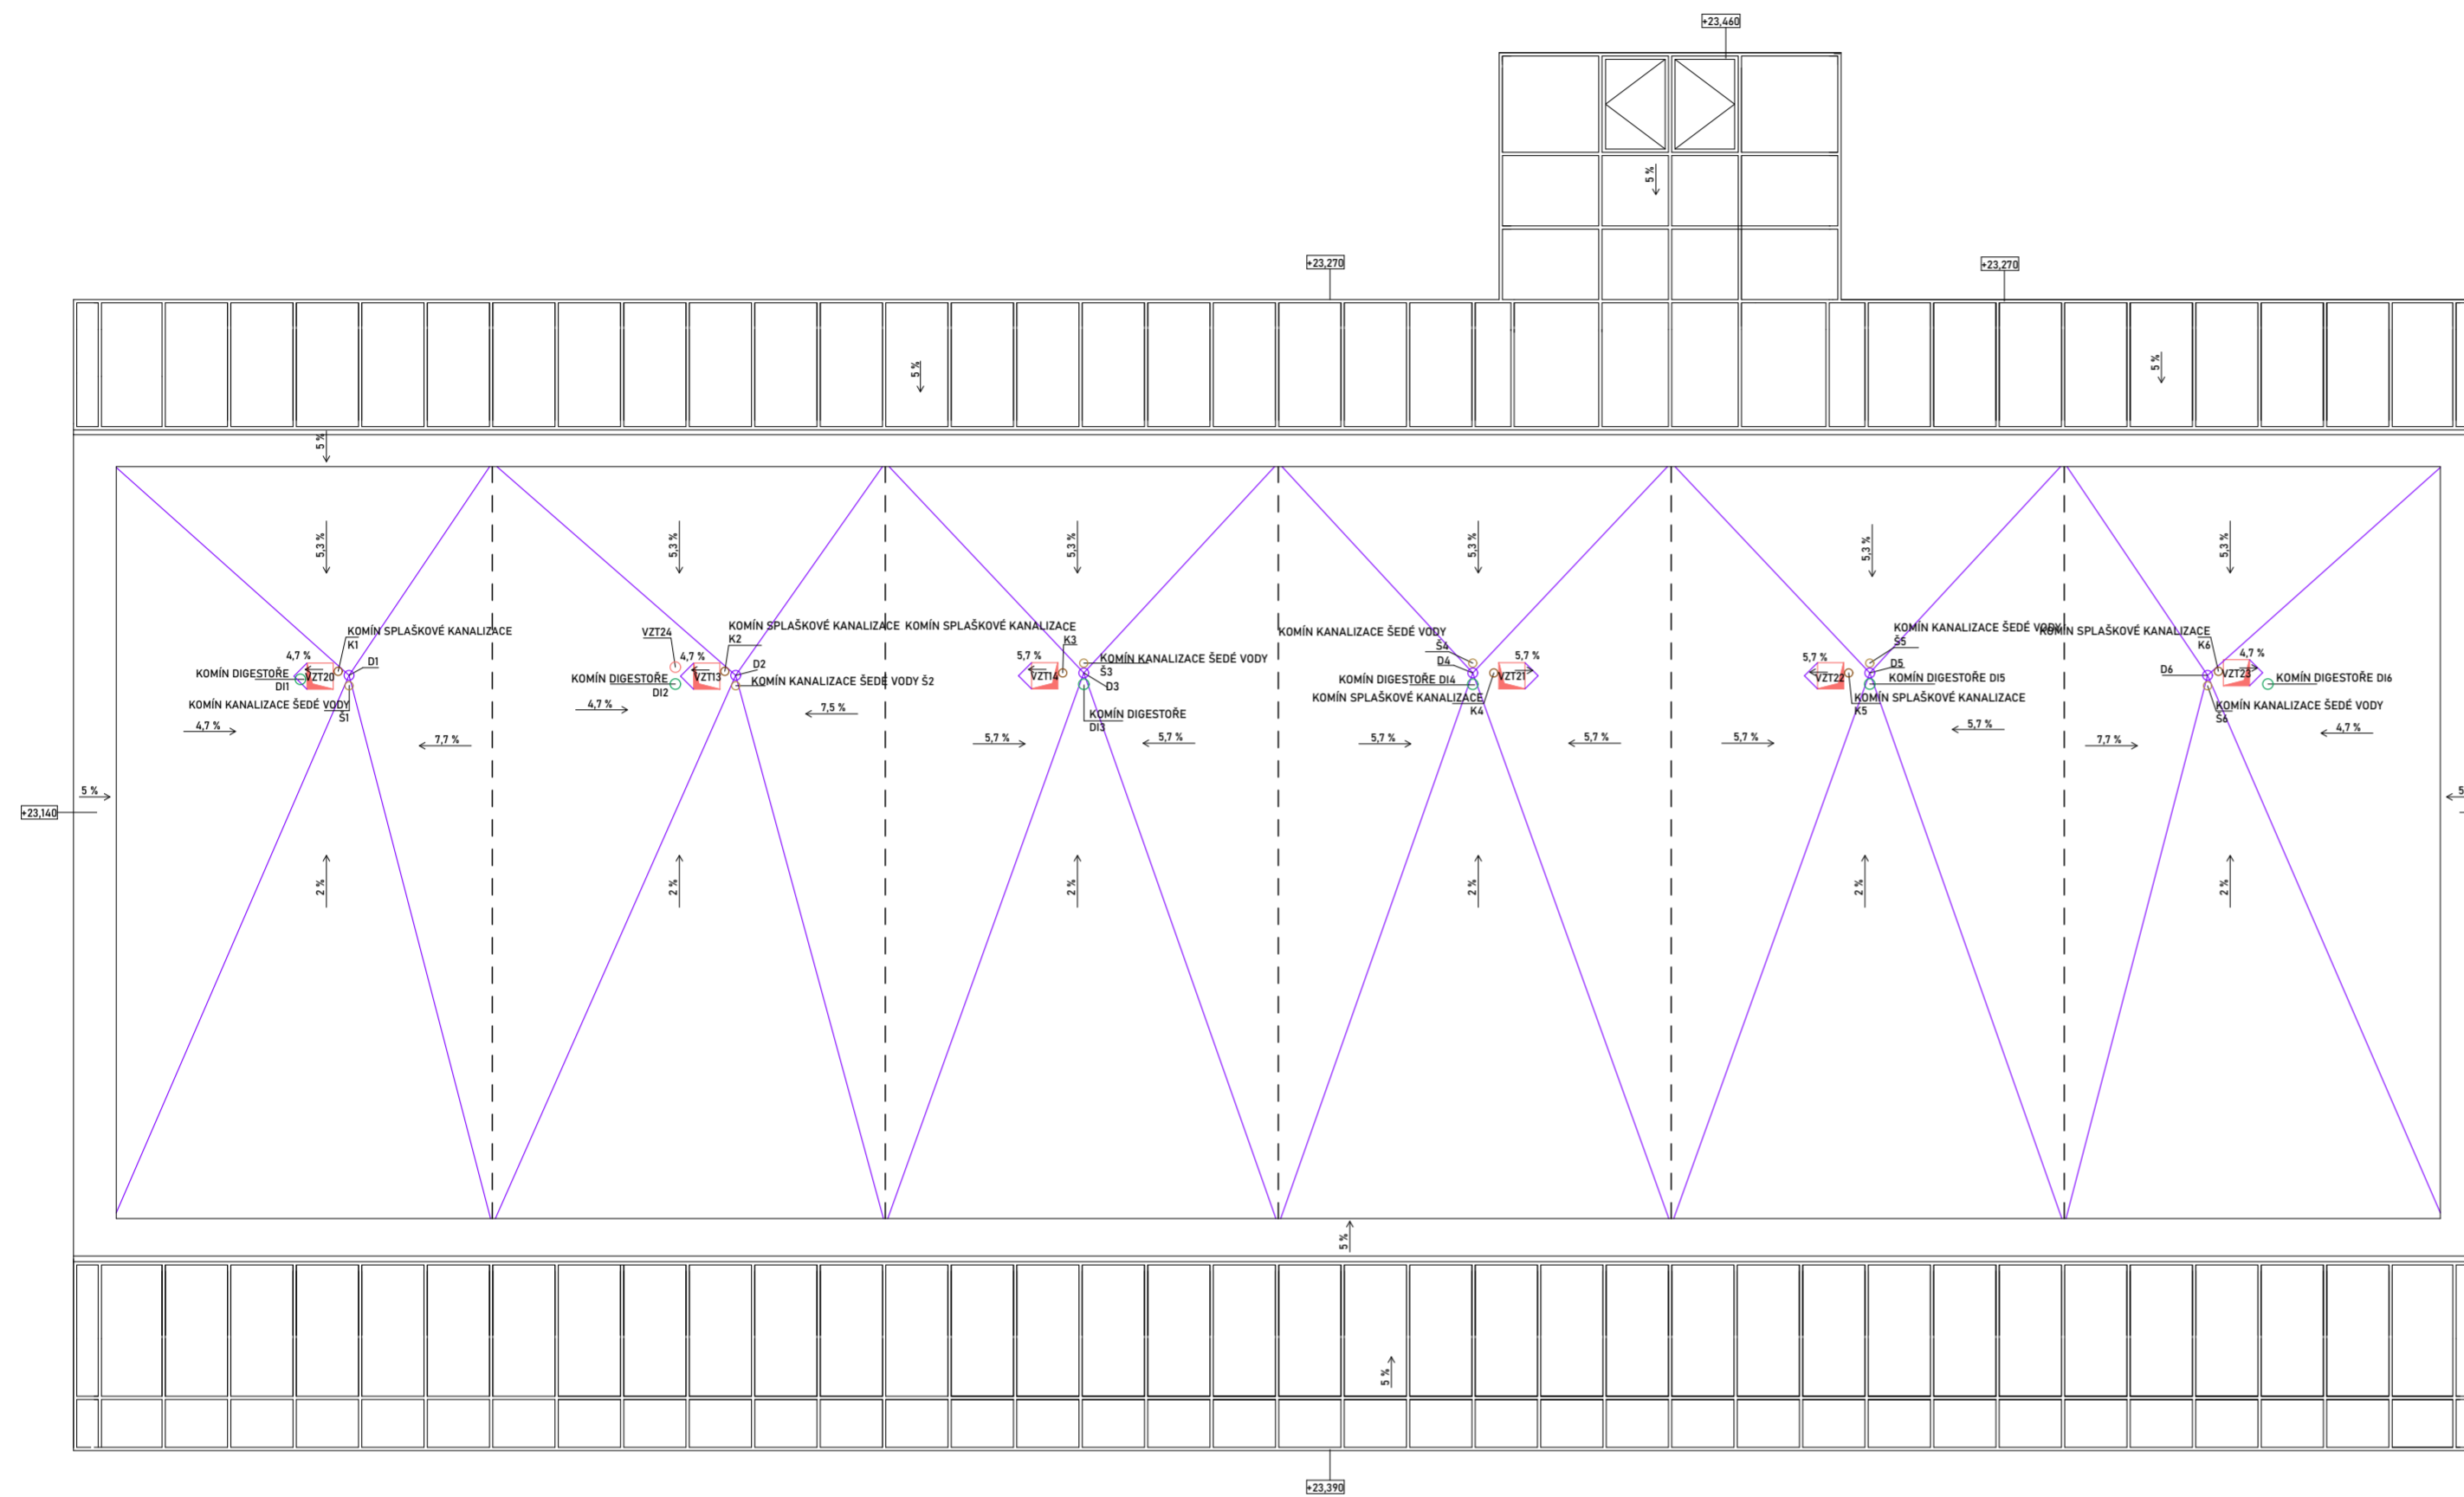 +23,460
5 %
+23,270
+23,270
5 %
5 %
5 %
5,3 %
5,3 %
5,3 %
5,3 %
5,3 %
5,3 %
KOMÍN SPLAŠKOVÉ KANALIZACE
K1
D1
4,7 %
VZT20
KOMÍN DIGESTOŘE
DI1
KOMÍN KANALIZACE ŠEDÉ VODY
Š1
4,7 %
7,7 %
VZT24
KOMÍN SPLAŠKOVÉ KANALIZACE
K2
4,7 %
VZT13
D2
KOMÍN DIGESTOŘE
DI2
KOMÍN KANALIZACE ŠEDÉ VODY Š2
4,7 %
7,5 %
KOMÍN SPLAŠKOVÉ KANALIZACE
K3
5,7 %
VZT14
KOMÍN KANALIZACE ŠEDÉ VODY
Š3
D3
KOMÍN DIGESTOŘE
DI3
5,7 %
5,7 %
KOMÍN KANALIZACE ŠEDÉ VODY
Š4
D4
KOMÍN DIGESTOŘE DI4
KOMÍN SPLAŠKOVÉ KANALIZACE
K4
5,7 %
VZT21
5,7 %
5,7 %
KOMÍN KANALIZACE ŠEDÉ VODY
Š5
5,7 %
VZT22
D5
KOMÍN DIGESTOŘE DI5
KOMÍN SPLAŠKOVÉ KANALIZACE
K5
5,7 %
5,7 %
KOMÍN SPLAŠKOVÉ KANALIZACE
K6
4,7 %
D6
VZT23
KOMÍN DIGESTOŘE DI6
KOMÍN KANALIZACE ŠEDÉ VODY
Š6
7,7 %
4,7 %
5 %
+23,140
5
2 %
2 %
2 %
2 %
2 %
2 %
5 %
5 %
+23,390